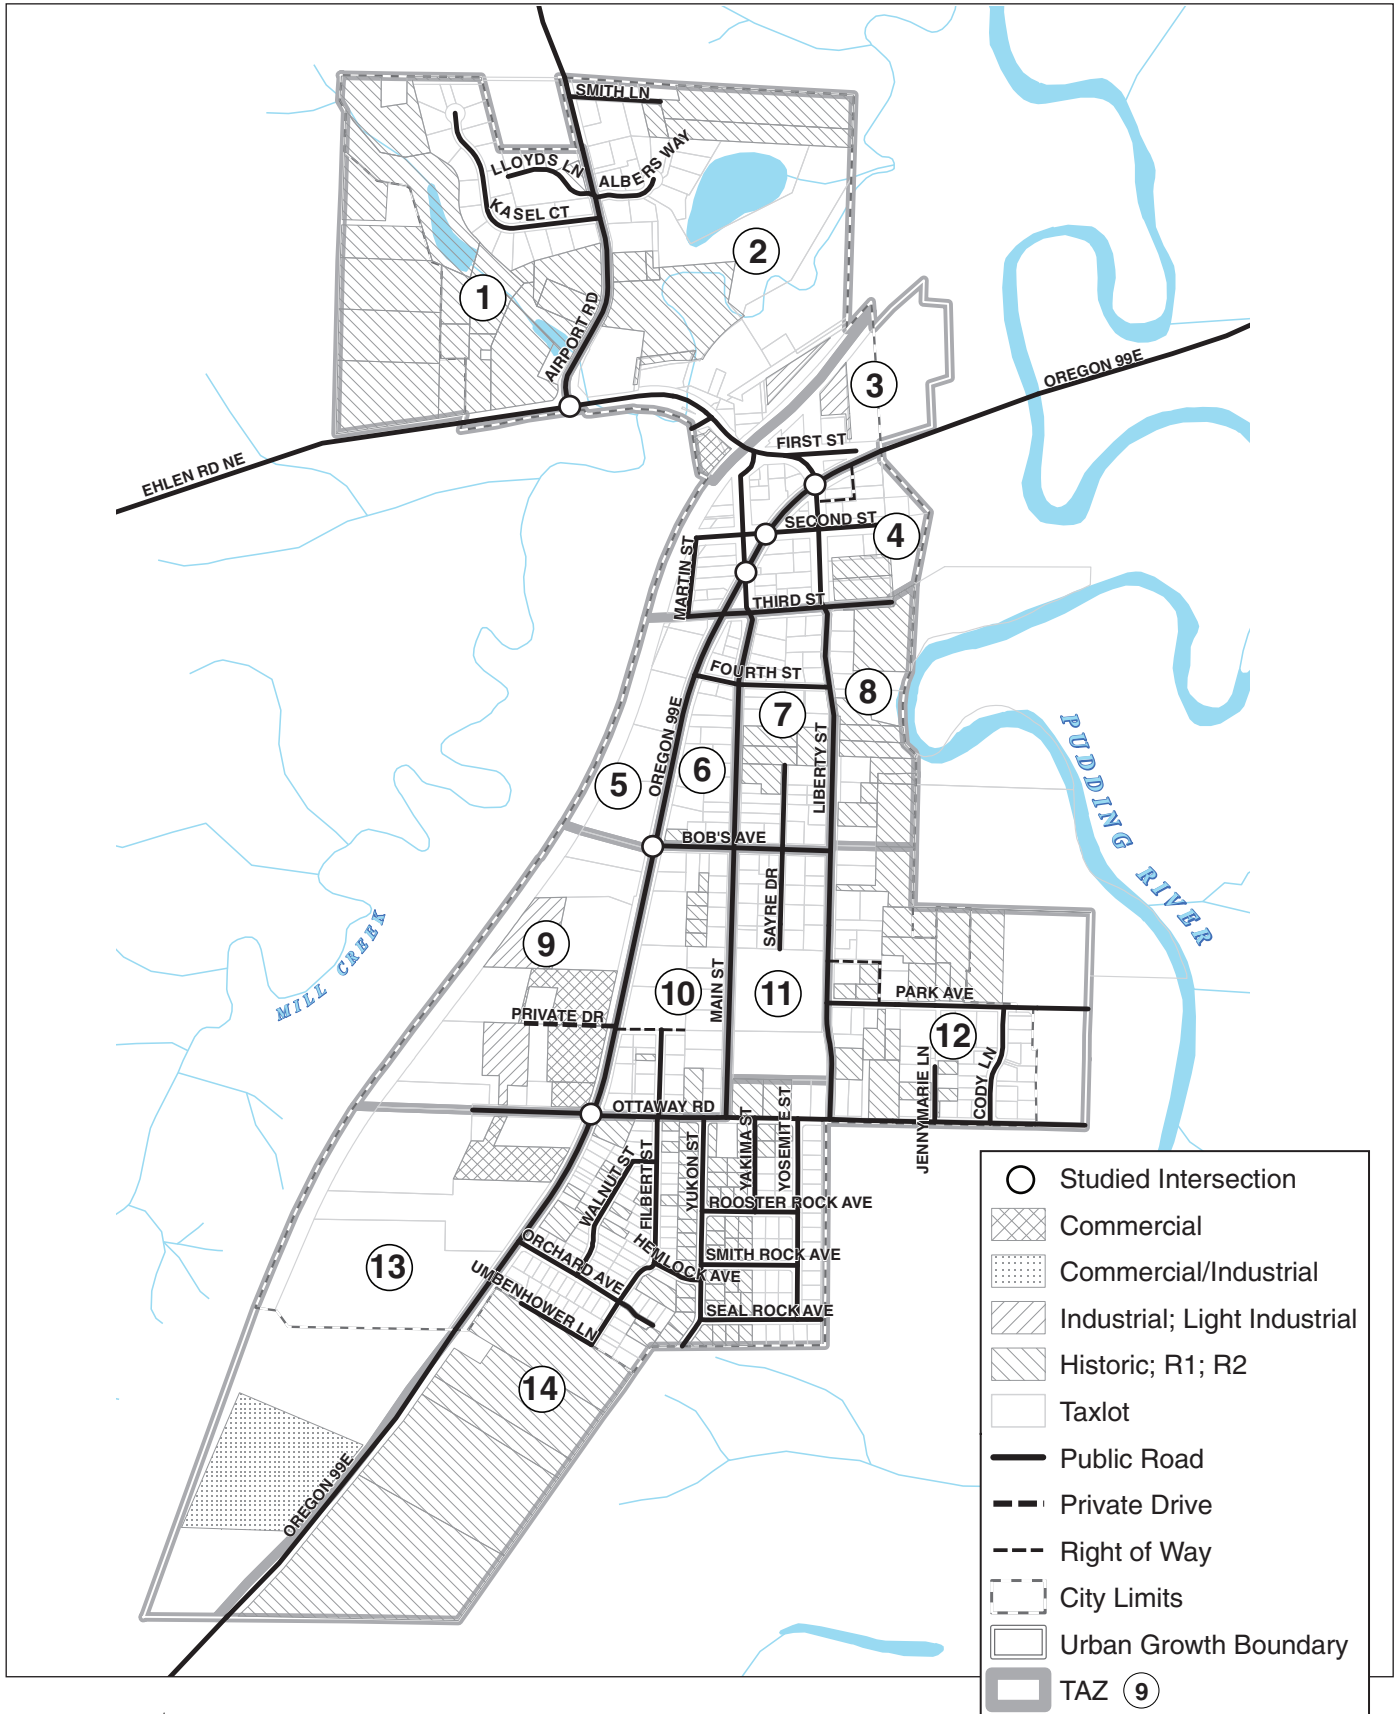 SMITH LN
LLOYDS LN
ALBERS WAY
KASEL CT
2
1
AIRPORT RD
3
OREGON 99E
FIRST ST
EHLEN RD NE
SECOND ST
4
MARTIN ST
THIRD ST
FOURTH ST
8
7
OREGON 99E
LIBERTY ST
PUDDING RIVER
6
5
BOB'S AVE
SAYRE DR
9
MILL CREEK
10
MAIN ST
11
PARK AVE
PRIVATE DR
12
JENNYMARIE LN
CODY LN
OTTAWAY RD
WALNUT ST
FILBERT ST
YUKON ST
YAKIMA ST
YOSEMITE ST
ROOSTER ROCK AVE
ORCHARD AVE
HEMLOCK AVE
SMITH ROCK AVE
13
UMBENHOWER LN
SEAL ROCK AVE
14
OREGON 99E
Studied Intersection
Commercial
Commercial/Industrial
Industrial; Light Industrial
Historic; R1; R2
Taxlot
Public Road
Private Drive
Right of Way
City Limits
Urban Growth Boundary
TAZ 9